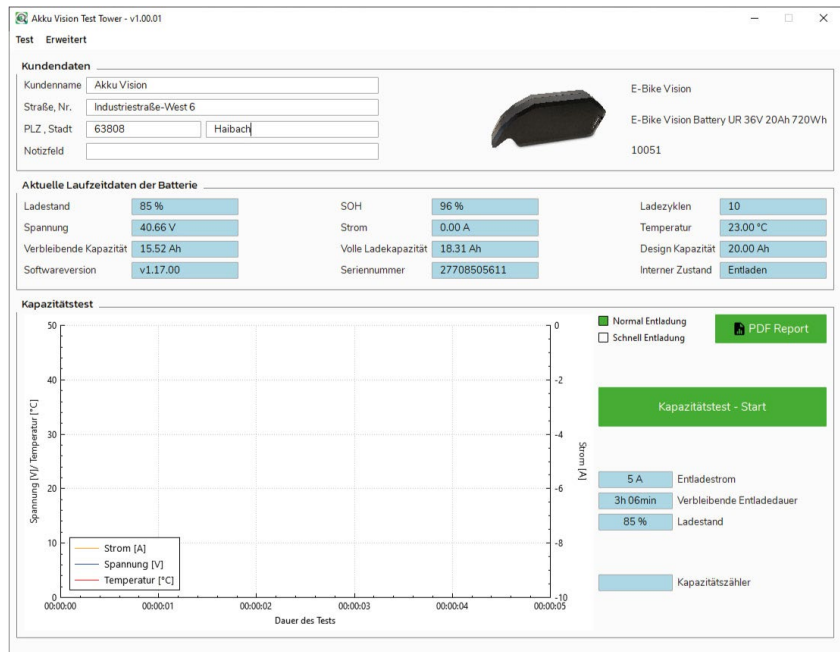 Akku Vision Test Tower - v1.00.01
Test Erweitert
Kundendaten
Kundenname Akku Vision
Straße, Nr. Industriestraße-West 6
PLZ , Stadt 63808 Haibach
Notizfeld
E-Bike Vision
E-Bike Vision Battery UR 36V 20Ah 720Wh
10051
Aktuelle Laufzeitdaten der Batterie
Ladestand 85 % SOH 96 % Ladezyklen 10
Spannung 40.66 V Strom 0.00 A Temperatur 23.00 °C
Verbleibende Kapazität 15.52 Ah Volle Ladekapazität 18.31 Ah Design Kapazität 20.00 Ah
Softwareversion v1.17.00 Seriennummer 27708505611 Interner Zustand Entladen
Kapazitätstest
Spannung [V]/ Temperatur [°C]
50
40
30
20
10
0
Strom [A]
Spannung [V]
Temperatur [°C]
00:00:00 00:00:01 00:00:02 00:00:03 00:00:04 00:00:05
Dauer des Tests
0
-2
-4
-6
-8
-10
Strom [A]
Normal Entladung
Schnell Entladung
PDF Report
Kapazitätstest - Start
5 A Entladestrom
3h 06min Verbleibende Entladedauer
85 % Ladestand
Kapazitätszähler